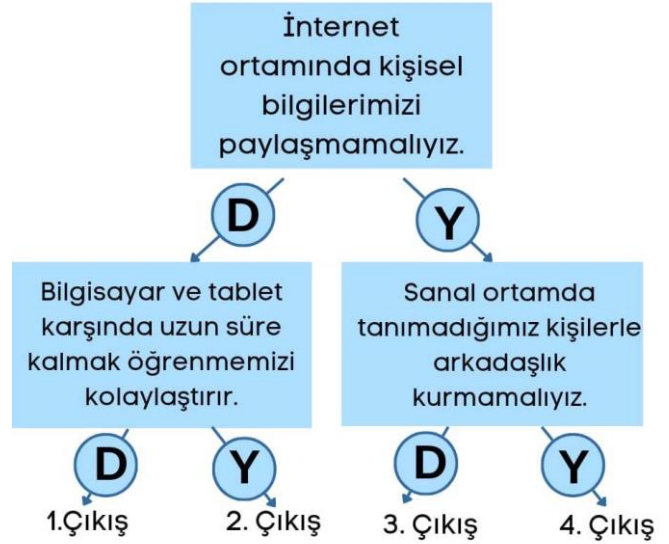 İnternet
ortamında kişisel
bilgilerimizi
paylaşmamalıyız.
D
Y
Bilgisayar ve tablet
karşında uzun süre
kalmak öğrenmemizi
kolaylaştırır.
Sanal ortamda
tanımadığımız kişilerle
arkadaşlık
kurmamalıyız.
D
Y
D
Y
1.Çıkış
2. Çıkış
3. Çıkış
4. Çıkış